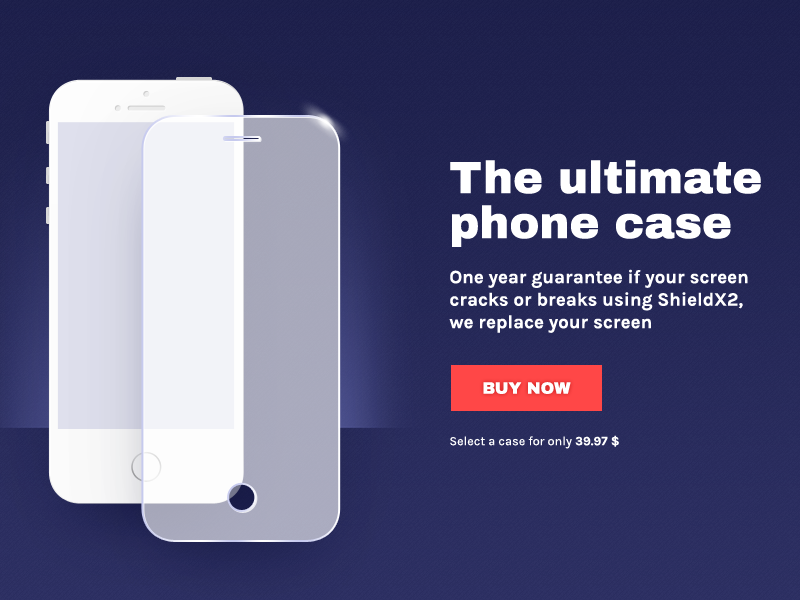 The ultimate
phone case
One year guarantee if your screen
cracks or breaks using ShieldX2,
we replace your screen
BUY NOW
Select a case for only 39.97 $